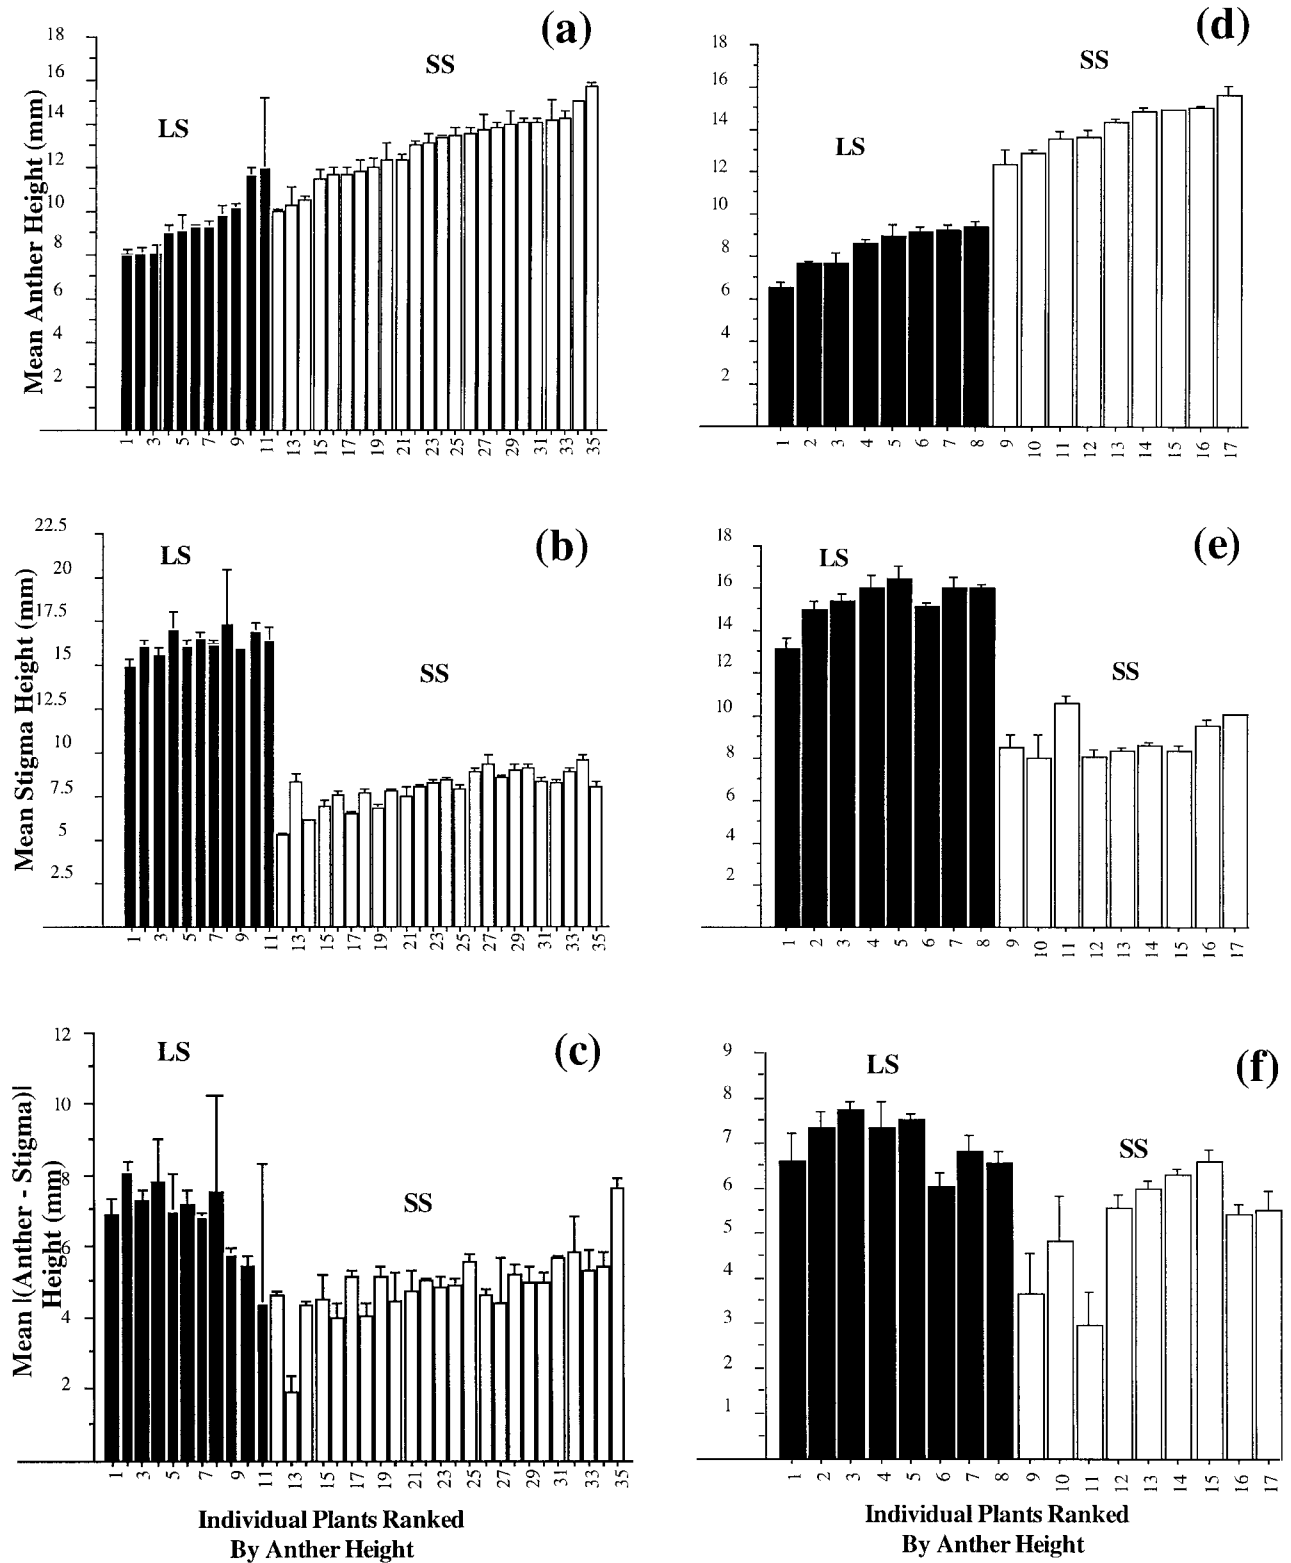 (a)
Mean Anther Height (mm)
18
16
14
12
10
8
6
4
2
LS
SS
1 3 5 7 9 11 13 15 17 19 21 23 25 27 29 31 33 35
(d)
18
16
14
12
10
8
6
4
2
LS
SS
1 2 3 4 5 6 7 8 9 10 11 12 13 14 15 16 17
(b)
Mean Stigma Height (mm)
22.5
20
17.5
15
12.5
10
7.5
5
2.5
LS
SS
1 3 5 7 9 11 13 15 17 19 21 23 25 27 29 31 33 35
(e)
18
16
14
12
10
8
6
4
2
LS
SS
1 2 3 4 5 6 7 8 9 10 11 12 13 14 15 16 17
(c)
Mean |(Anther - Stigma)|
Height (mm)
12
10
8
6
4
2
LS
SS
1 3 5 7 9 11 13 15 17 19 21 23 25 27 29 31 33 35
Individual Plants Ranked
By Anther Height
(f)
9
8
7
6
5
4
3
2
1
LS
SS
1 2 3 4 5 6 7 8 9 10 11 12 13 14 15 16 17
Individual Plants Ranked
By Anther Height